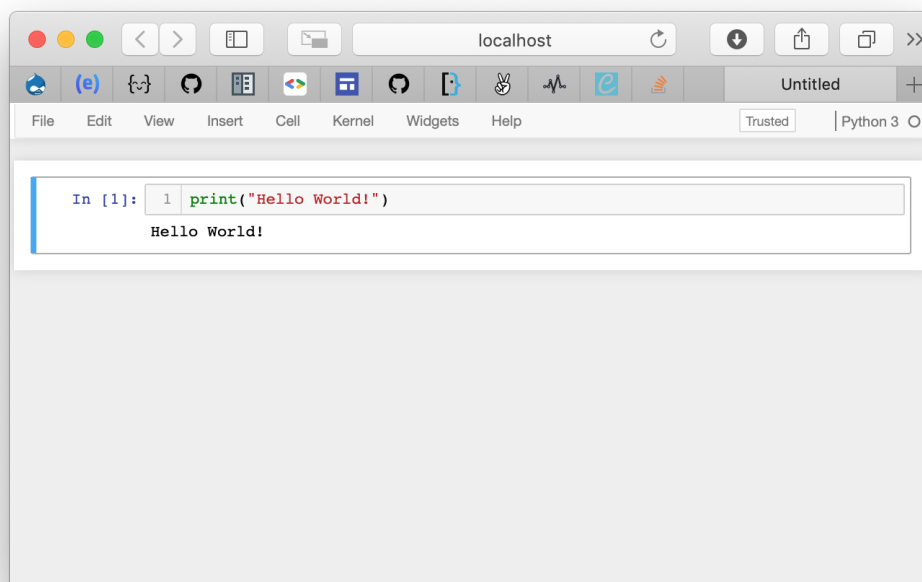 localhost
(e) {~} Untitled
File Edit View Insert Cell Kernel Widgets Help Trusted Python 3
In [1]: 1 print("Hello World!")
Hello World!